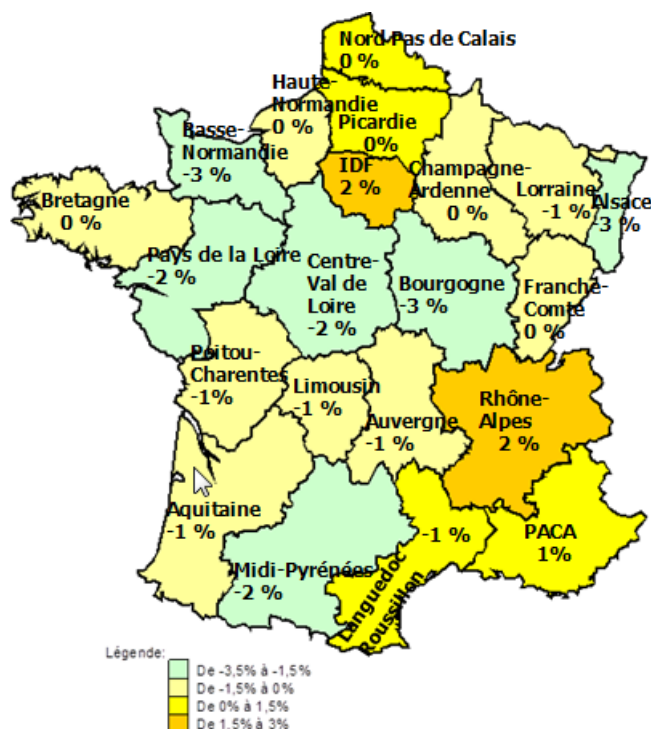 Nord-Pas de Calais
0 %
Haute-
Normandie
0 %
Picardie
0%
Basse-
Normandie
-3 %
IDF
2 %
Champagne-
Ardenne
0 %
Lorraine
-1 %
Alsace
-3 %
Bretagne
0 %
Pays de la Loire
-2 %
Centre-
Val de
Loire
-2 %
Bourgogne
-3 %
Franche-
Comté
0 %
Poitou-
Charentes
-1%
Limousin
-1 %
Auvergne
-1 %
Rhône-
Alpes
2 %
Aquitaine
-1 %
Midi-Pyrénées
-2 %
-1 %
Languedoc
Roussillon
PACA
1%
Légende:
De -3,5% à -1,5%
De -1,5% à 0%
De 0% à 1,5%
De 1,5% à 3%